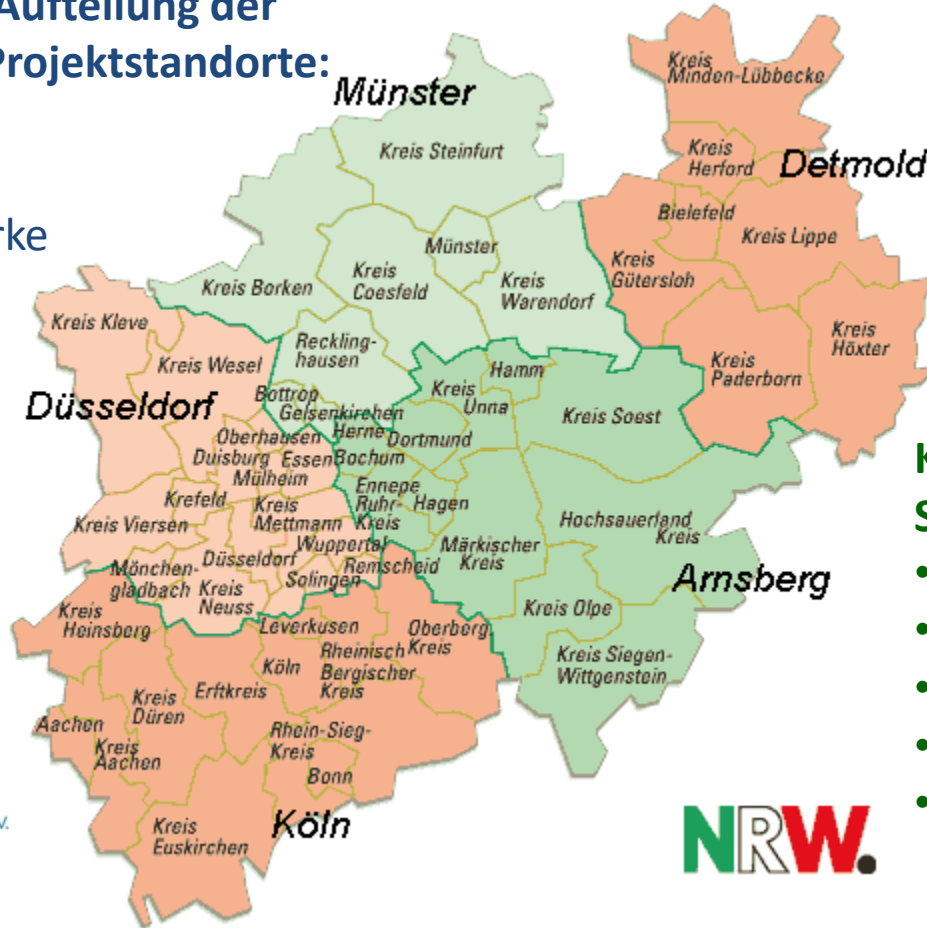 Aufteilung der
Projektstandorte:
Münster
Kreis
Minden-Lübbecke
Kreis Steinfurt
Kreis
Herford
Detmold
Bielefeld
Kreis Lippe
rke
Münster
Kreis
Gütersloh
Kreis Borken
Kreis
Coesfeld
Kreis
Warendorf
Kreis Kleve
Reckling-
hausen
Kreis
Höxter
Kreis Wesel
Hamm
Kreis
Paderborn
Düsseldorf
Bottrop
Kreis
Unna
Gelsenkirchen
Kreis Soest
Oberhausen
Herne
Dortmund
Duisburg
Essen
Bochum
Mülheim
K
Krefeld
Ennepe
Ruhr-
Kreis
Hagen
Kreis Viersen
Kreis
Mettmann
S
Hochsauerland
Kreis
Wuppertal
Märkischer
Kreis
Düsseldorf
Mönchen-
gladbach
Solingen
Remscheid
Arnsberg
Kreis
Neuss
Kreis
Heinsberg
Kreis Olpe
Leverkusen
Oberberg
Kreis
Köln
Rheinisch
Bergischer
Kreis
Kreis Siegen-
Wittgenstein
Erftkreis
Kreis
Düren
Aachen
Kreis
Aachen
Rhein-Sieg-
Kreis
Bonn
v.
Kreis
Euskirchen
Köln
NRW.